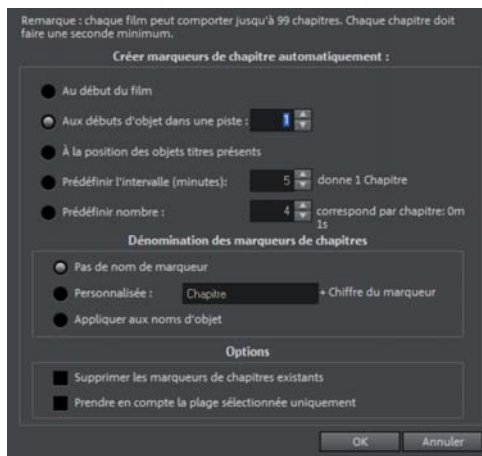 Remarque : chaque film peut comporter jusqu'à 99 chapitres. Chaque chapitre doit
faire une seconde minimum.
Créer marqueurs de chapitre automatiquement :
Au début du film
Aux débuts d'objet dans une piste : 1
À la position des objets titres présents
Prédéfinir l'intervalle (minutes): 5 donne 1 Chapitre
Prédéfinir nombre : 4 correspond par chapitre: 0m
1s
Dénomination des marqueurs de chapitres
Pas de nom de marqueur
Personnalisée : Chapitre + Chiffre du marqueur
Appliquer aux noms d'objet
Options
Supprimer les marqueurs de chapitres existants
Prendre en compte la plage sélectionnée uniquement
OK Annuler